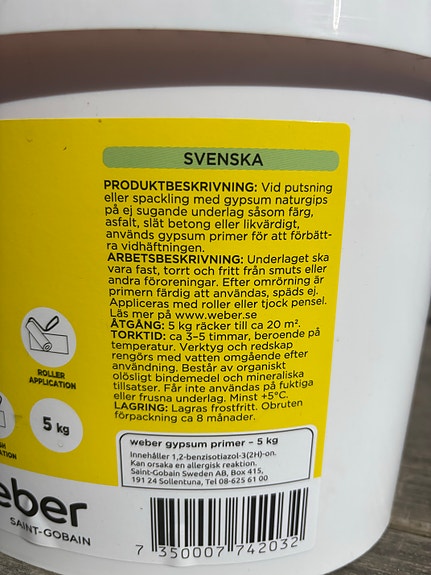 SVENSKA
PRODUKTBESKRIVNING: Vid putsning
eller spackling med gypsum naturgips
på ej sugande underlag såsom färg,
asfalt, slät betong eller likvärdigt,
används gypsum primer för att förbätt-
ra vidhäftningen.
ARBETSBESKRIVNING: Underlaget ska
vara fast, torrt och fritt från smuts eller
andra föroreningar. Efter omrörning är
primern färdig att användas, späds ej.
Appliceras med roller eller tjock pensel.
Läs mer på www.weber.se
ÅTGÅNG: 5 kg räcker till ca 20 m².
TORKTID: ca 3–5 timmar, beroende på
temperatur. Verktyg och redskap
rengörs med vatten omgående efter
användning. Består av organiskt
olösligt bindemedel och mineraliska
tillsatser. Får inte användas på fuktiga
eller frusna underlag. Minst +5°C.
LAGRING: Lagras frostfritt. Obruten
förpackning ca 8 månader.
ROLLER
APPLICATION
5 kg
weber gypsum primer – 5 kg
Innehåller 1,2-benzisotiazol-3(2H)-on.
Kan orsaka en allergisk reaktion.
Saint-Gobain Sweden AB, Box 415,
191 24 Sollentuna, Tel 08-625 61 00
eber
SAINT-GOBAIN
7 350007 742032